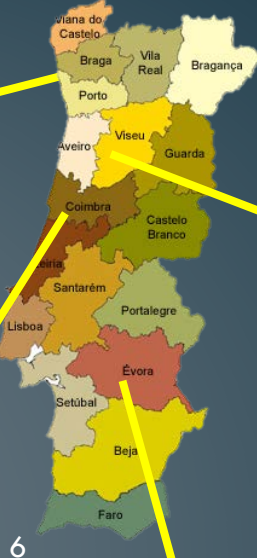 Viana do
Castelo
Braga
Vila
Real
Bragança
Porto
Aveiro
Viseu
Guarda
Coimbra
Castelo
Branco
Leiria
Santarém
Lisboa
Portalegre
Évora
Setúbal
Beja
Faro
6